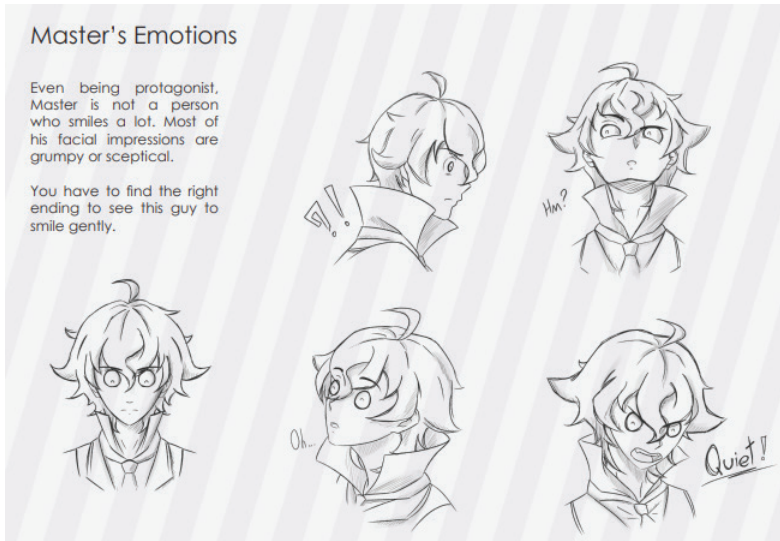 Master's Emotions
Even being protagonist,
Master is not a person
who smiles a lot. Most of
his facial impressions are
grumpy or sceptical.
You have to find the right
ending to see this guy to
smile gently.
?!
Hm?
Oh...
Quiet!